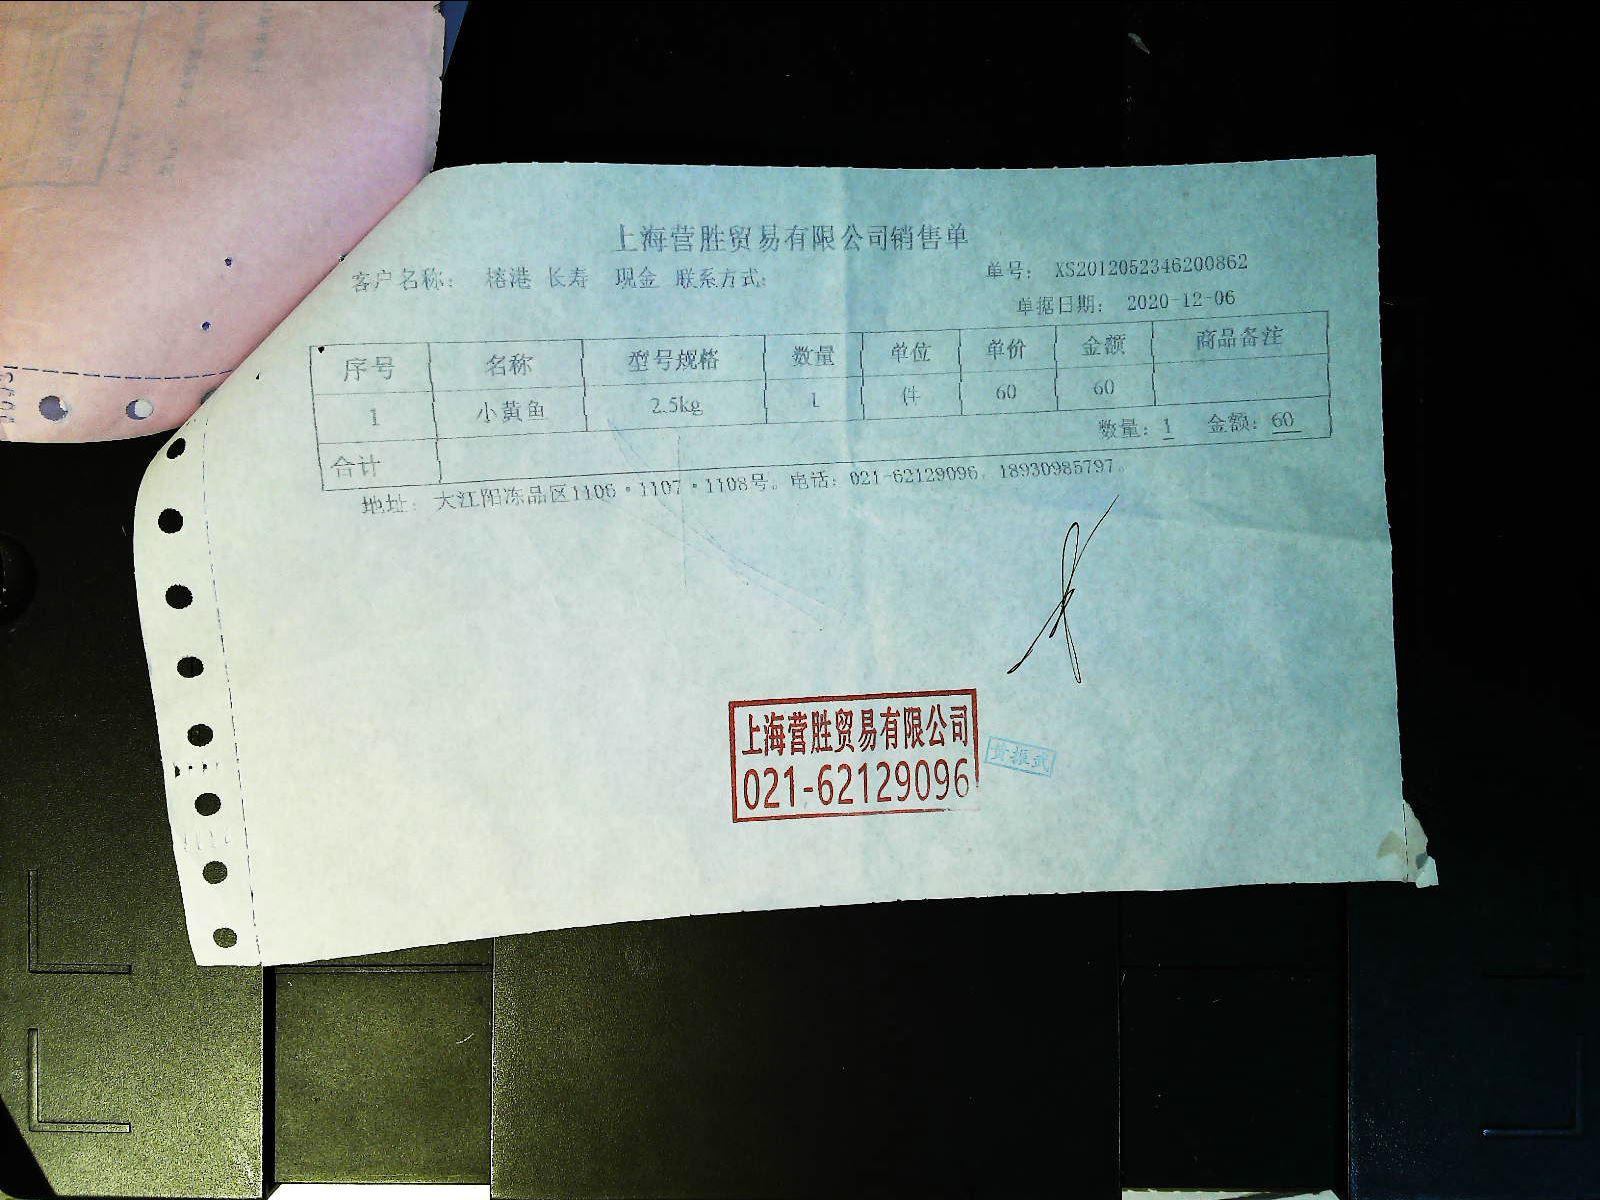 上海营胜贸易有限公司销售单
客户名称： 榕港 长寿 现金 联系方式: 单号： XS2012052346200862
单据日期： 2020-12-06
序号 名称 型号规格 数量 单位 单价 金额 商品备注
1 小黄鱼 2.5kg 1 件 60 60
合计 数量：1 金额：60
地址： 大江阳冻品区1106·1107·1108号。电话：021-62129096，18930985797。
上海营胜贸易有限公司
021-62129096